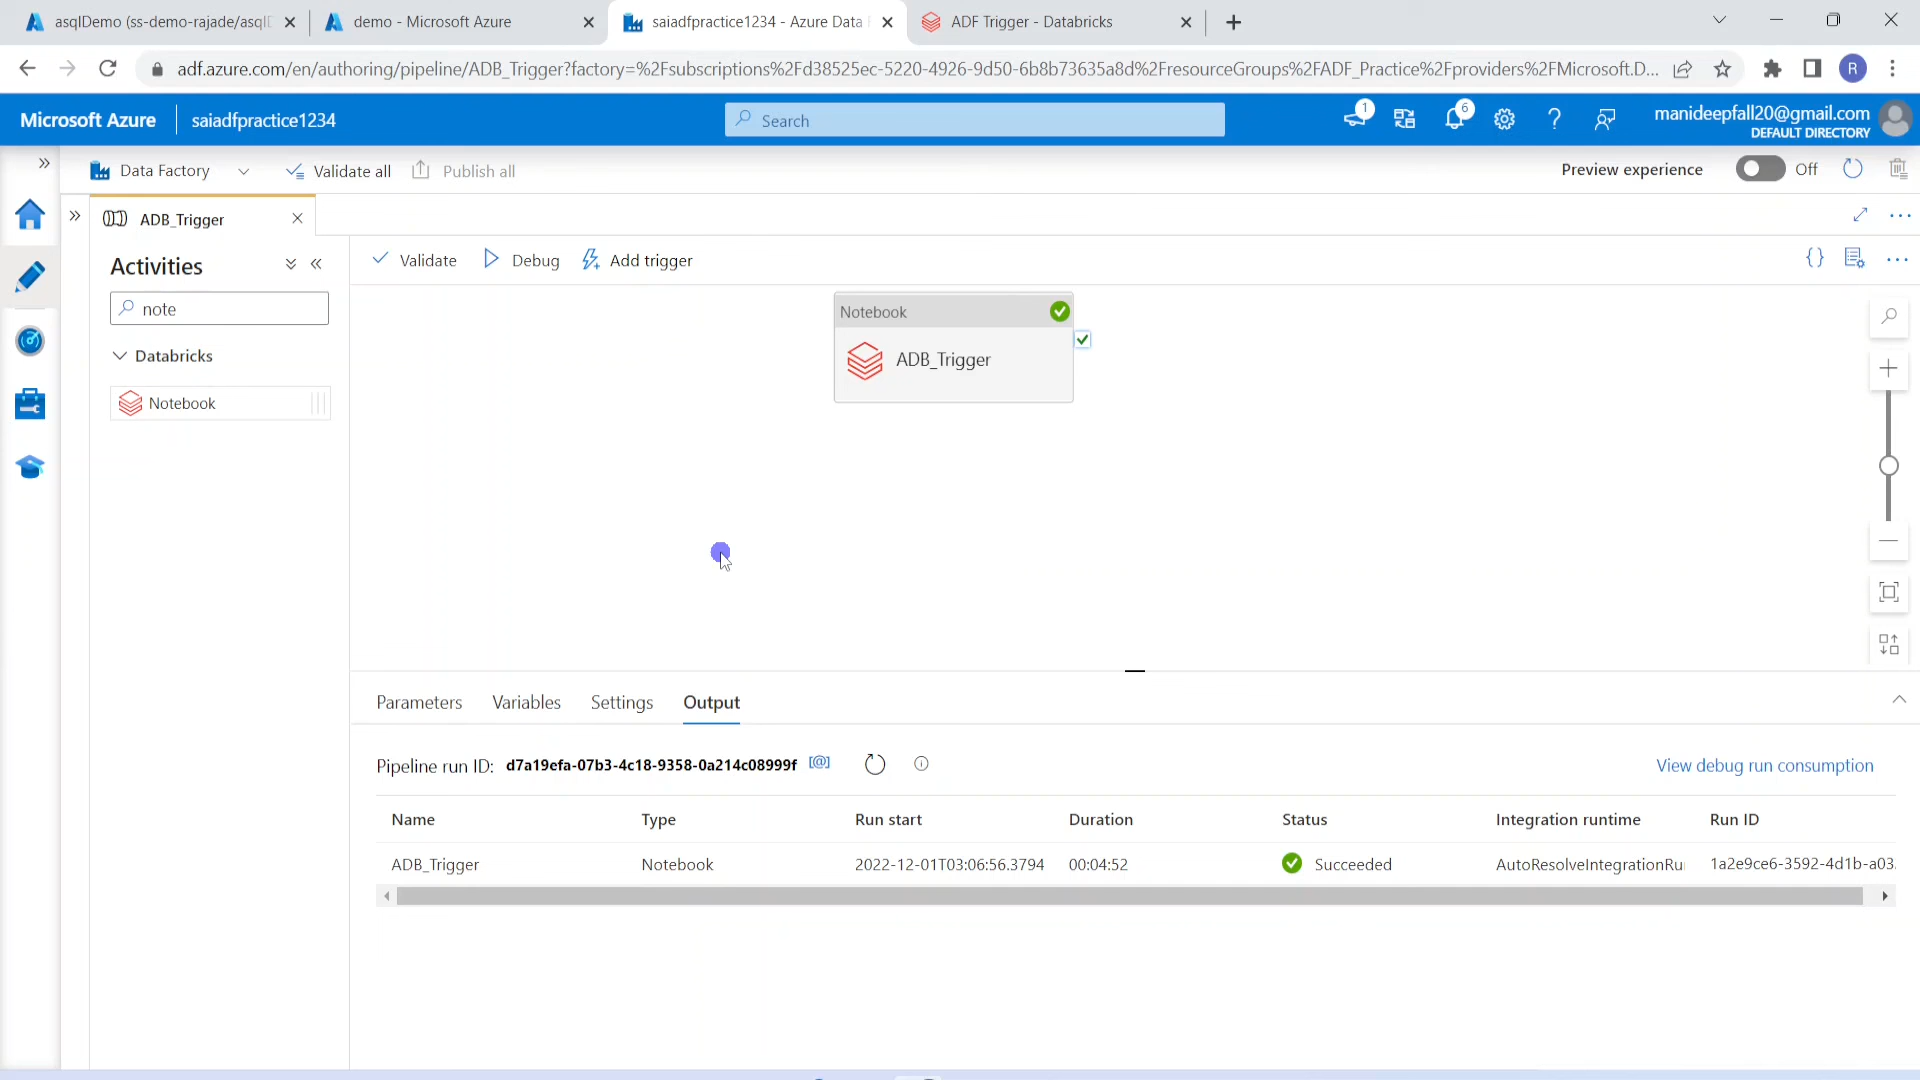 asqlDemo (ss-demo-rajade/asqlD
demo - Microsoft Azure
saiadfpractice1234 - Azure Data F
ADF Trigger - Databricks
adf.azure.com/en/authoring/pipeline/ADB_Trigger?factory=%2Fsubscriptions%2Fd38525ec-5220-4926-9d50-6b8b73635a8d%2FresourceGroups%2FADF_Practice%2Fproviders%2FMicrosoft.D...
R
Microsoft Azure
saiadfpractice1234
Search
1
6
manideepfall20@gmail.com
DEFAULT DIRECTORY
Data Factory
Validate all
Publish all
Preview experience
Off
ADB_Trigger
Activities
note
Databricks
Notebook
Validate
Debug
Add trigger
Notebook
ADB_Trigger
Parameters
Variables
Settings
Output
Pipeline run ID: d7a19efa-07b3-4c18-9358-0a214c08999f
View debug run consumption
Name
Type
Run start
Duration
Status
Integration runtime
Run ID
ADB_Trigger
Notebook
2022-12-01T03:06:56.3794
00:04:52
Succeeded
AutoResolveIntegrationRu
1a2e9ce6-3592-4d1b-a03.